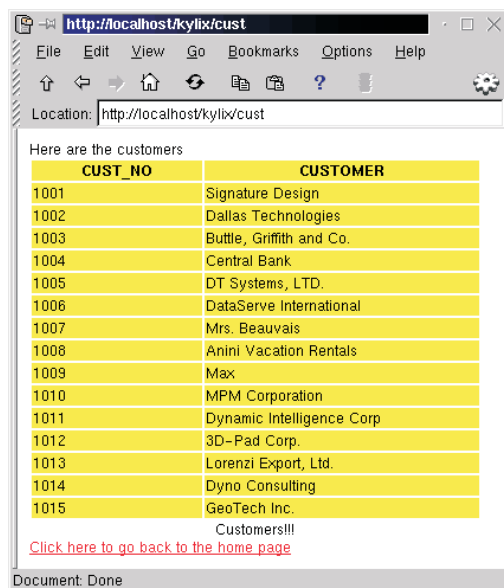 http://localhost/kylix/cust
File Edit View Go Bookmarks Options Help
?
Location: http://localhost/kylix/cust
Here are the customers
CUST_NO CUSTOMER
1001 Signature Design
1002 Dallas Technologies
1003 Buttle, Griffith and Co.
1004 Central Bank
1005 DT Systems, LTD.
1006 DataServe International
1007 Mrs. Beauvais
1008 Anini Vacation Rentals
1009 Max
1010 MPM Corporation
1011 Dynamic Intelligence Corp
1012 3D-Pad Corp.
1013 Lorenzi Export, Ltd.
1014 Dyno Consulting
1015 GeoTech Inc.
Customers!!!
Click here to go back to the home page
Document: Done